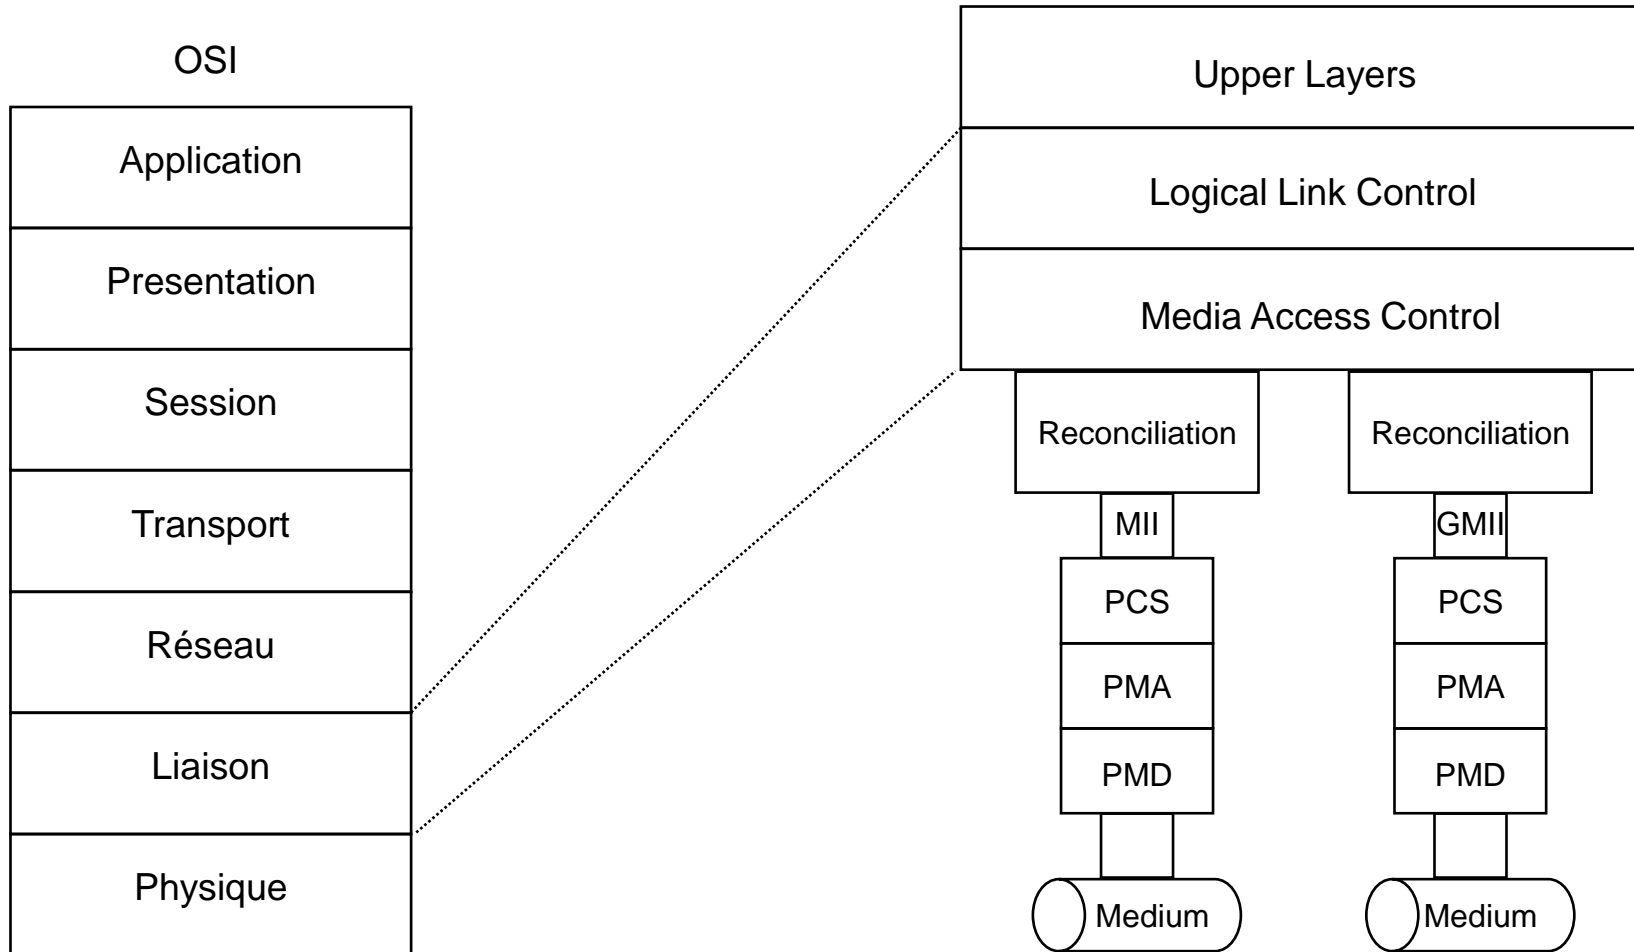 OSI
Application
Presentation
Session
Transport
Réseau
Liaison
Physique
Upper Layers
Logical Link Control
Media Access Control
Reconciliation
Reconciliation
MII
GMII
PCS
PCS
PMA
PMA
PMD
PMD
Medium
Medium